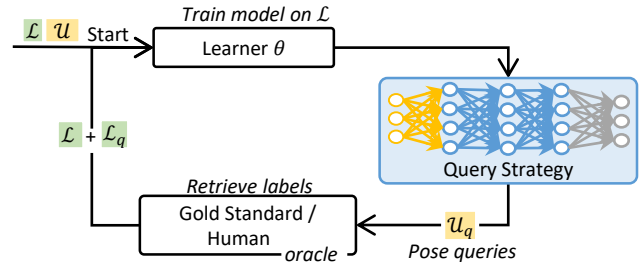 Train model on ℒ
ℒ 𝒰 Start
Learner θ
ℒ + ℒq
Query Strategy
Retrieve labels
Gold Standard /
Human
oracle
𝒰q
Pose queries